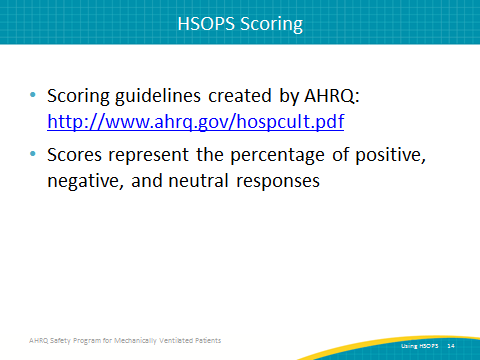 HSOPS Scoring
• Scoring guidelines created by AHRQ:
http://www.ahrq.gov/hospcult.pdf
• Scores represent the percentage of positive,
negative, and neutral responses
AHRQ Safety Program for Mechanically Ventilated Patients
Using HSOPS 14